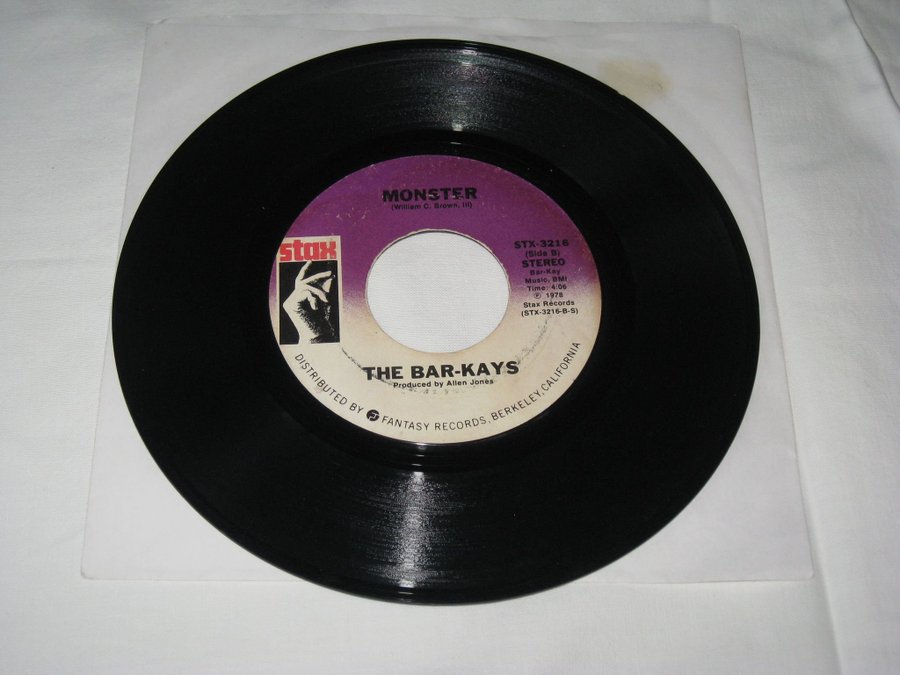 MONSTER
(William C. Brown, III)
stax
STX-3216
(Side B)
STEREO
Bar-Kay
Music, BMI
Time: 4:06
℗ 1978
Stax Records
(STX-3216-B-S)
THE BAR-KAYS
Produced by Allen Jones
DISTRIBUTED BY FANTASY RECORDS, BERKELEY, CALIFORNIA